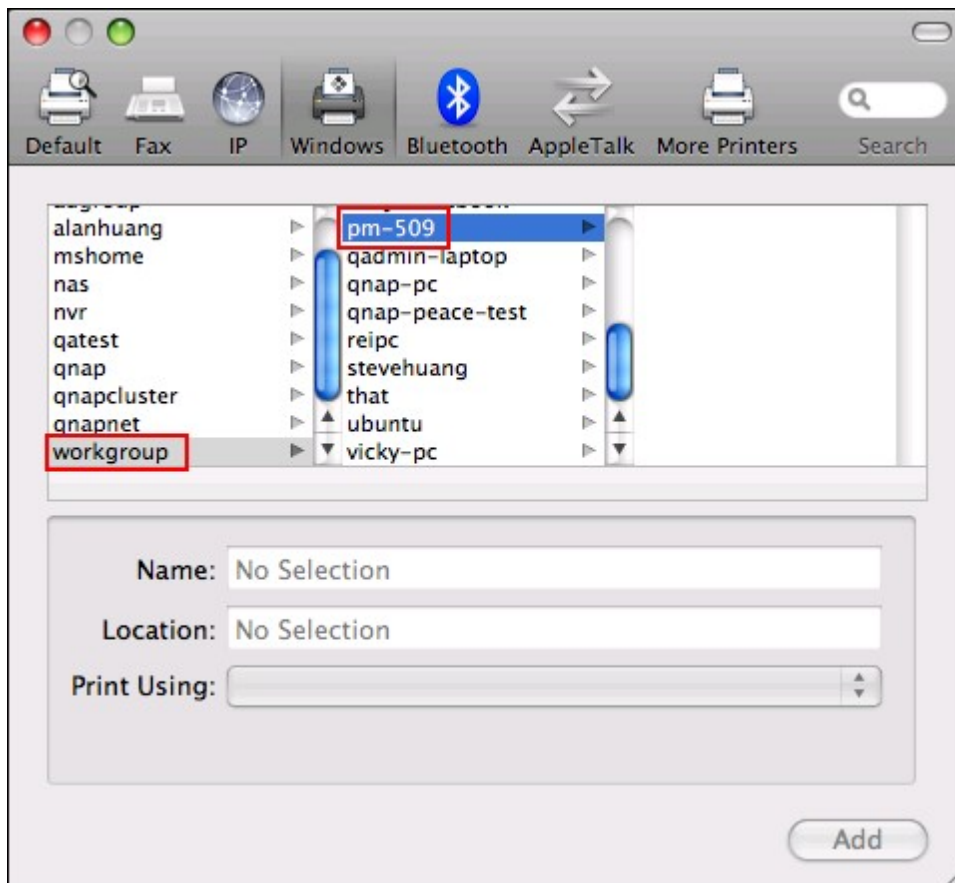 Default Fax IP Windows Bluetooth AppleTalk More Printers Search
alanhuang pm-509
mshome qadmin-laptop
nas qnap-pc
nvr qnap-peace-test
qatest reipc
qnap stevehuang
qnapcluster that
qnapnet ubuntu
workgroup vicky-pc
Name: No Selection
Location: No Selection
Print Using:
Add